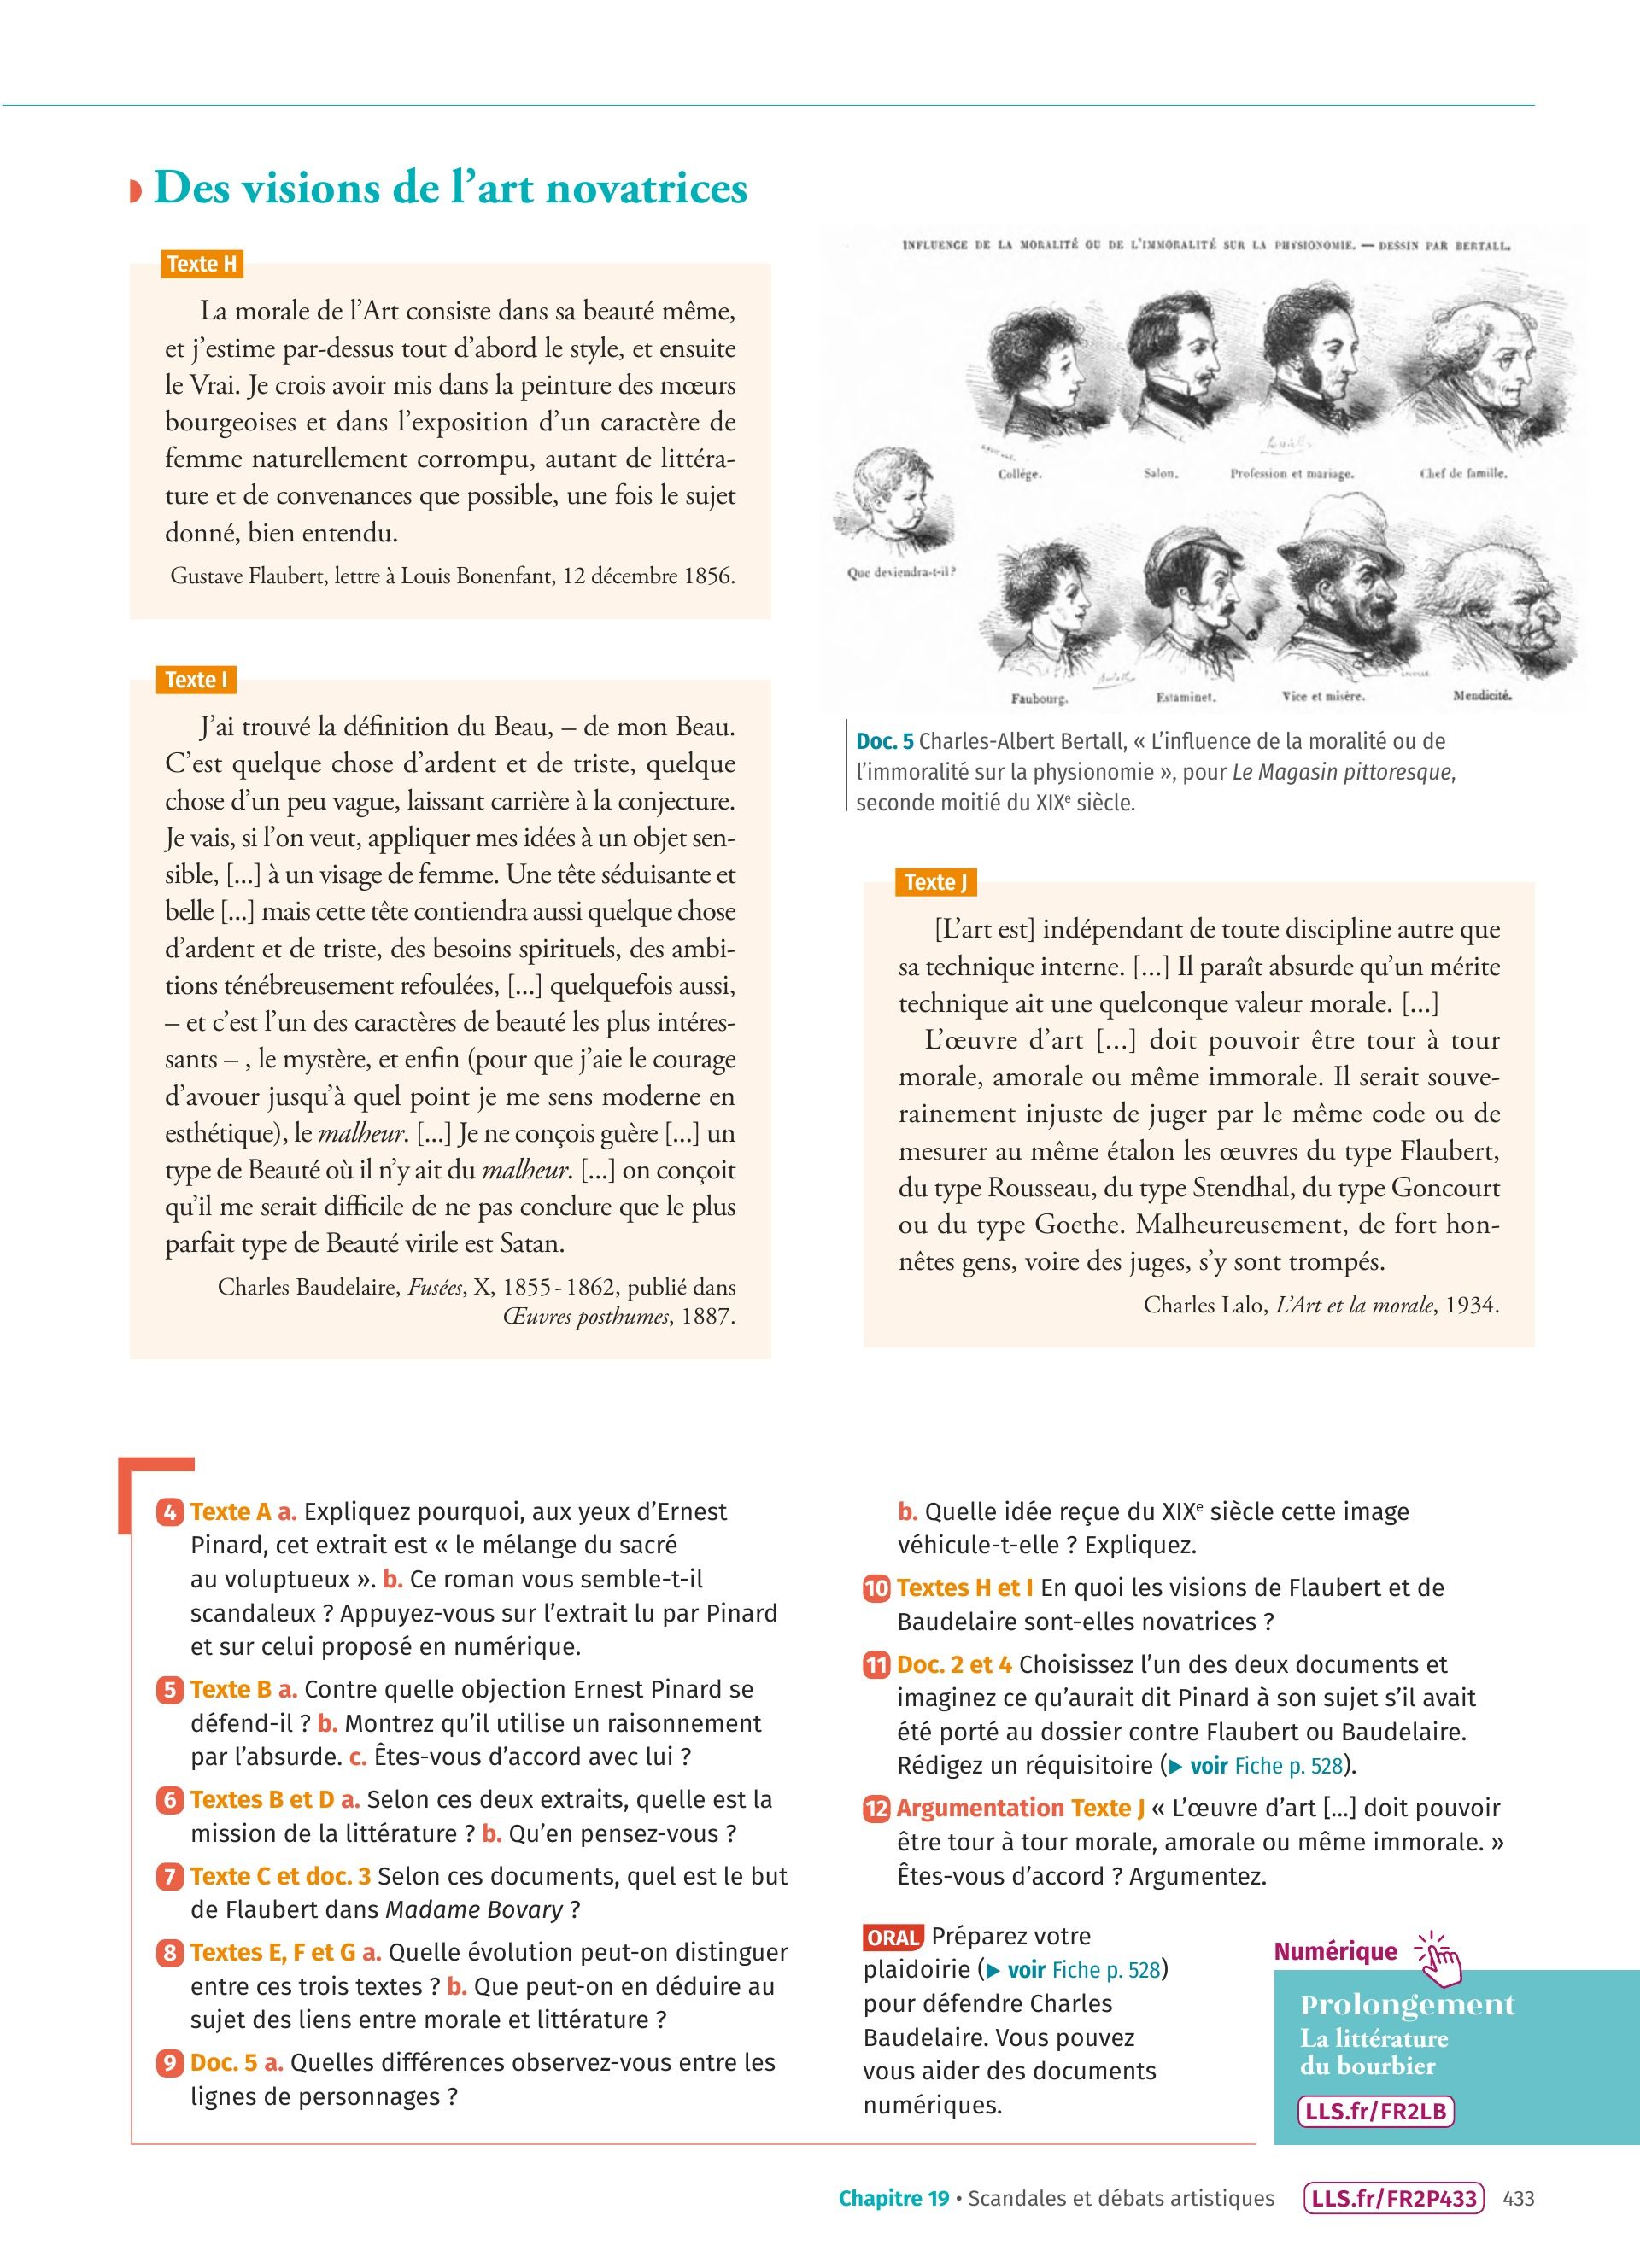 Des visions de l'art novatrices
Texte H
La morale de l'Art consiste dans sa beauté même,
et j'estime par-dessus tout d'abord le style, et ensuite
le Vrai. Je crois avoir mis dans la peinture des mœurs
bourgeoises et dans l'exposition d'un caractère de
femme naturellement corrompu, autant de littéra-
ture et de convenances que possible, une fois le sujet
donné, bien entendu.
Gustave Flaubert, lettre à Louis Bonenfant, 12 décembre 1856.
Texte I
J'ai trouvé la définition du Beau, – de mon Beau.
C'est quelque chose d'ardent et de triste, quelque
chose d'un peu vague, laissant carrière à la conjecture.
Je vais, si l'on veut, appliquer mes idées à un objet sen-
sible, [...] à un visage de femme. Une tête séduisante et
belle [...] mais cette tête contiendra aussi quelque chose
d'ardent et de triste, des besoins spirituels, des ambi-
tions ténébreusement refoulées, [...] quelquefois aussi,
– et c'est l'un des caractères de beauté les plus intéres-
sants – , le mystère, et enfin (pour que j'aie le courage
d'avouer jusqu'à quel point je me sens moderne en
esthétique), le malheur. [...] Je ne conçois guère [...] un
type de Beauté où il n'y ait du malheur. [...] on conçoit
qu'il me serait difficile de ne pas conclure que le plus
parfait type de Beauté virile est Satan.
Charles Baudelaire, Fusées, X, 1855-1862, publié dans
Œuvres posthumes, 1887.
INFLUENCE DE LA MORALITÉ OU DE L'IMMORALITÉ SUR LA PHYSIONOMIE. — DESSIN PAR BERTALL.
Collège. Salon. Profession et mariage. Chef de famille.
Que deviendra-t-il?
Faubourg. Estaminet. Vice et misère. Mendicité.
Doc. 5 Charles-Albert Bertall, « L'influence de la moralité ou de
l'immoralité sur la physionomie », pour Le Magasin pittoresque,
seconde moitié du XIXe siècle.
Texte J
[L'art est] indépendant de toute discipline autre que
sa technique interne. [...] Il paraît absurde qu'un mérite
technique ait une quelconque valeur morale. [...]
L'œuvre d'art [...] doit pouvoir être tour à tour
morale, amorale ou même immorale. Il serait souve-
rainement injuste de juger par le même code ou de
mesurer au même étalon les œuvres du type Flaubert,
du type Rousseau, du type Stendhal, du type Goncourt
ou du type Goethe. Malheureusement, de fort hon-
nêtes gens, voire des juges, s'y sont trompés.
Charles Lalo, L'Art et la morale, 1934.
4 Texte A a. Expliquez pourquoi, aux yeux d'Ernest
Pinard, cet extrait est « le mélange du sacré
au voluptueux ». b. Ce roman vous semble-t-il
scandaleux ? Appuyez-vous sur l'extrait lu par Pinard
et sur celui proposé en numérique.
5 Texte B a. Contre quelle objection Ernest Pinard se
défend-il ? b. Montrez qu'il utilise un raisonnement
par l'absurde. c. Êtes-vous d'accord avec lui ?
6 Textes B et D a. Selon ces deux extraits, quelle est la
mission de la littérature ? b. Qu'en pensez-vous ?
7 Texte C et doc. 3 Selon ces documents, quel est le but
de Flaubert dans Madame Bovary ?
8 Textes E, F et G a. Quelle évolution peut-on distinguer
entre ces trois textes ? b. Que peut-on en déduire au
sujet des liens entre morale et littérature ?
9 Doc. 5 a. Quelles différences observez-vous entre les
lignes de personnages ?
b. Quelle idée reçue du XIXe siècle cette image
véhicule-t-elle ? Expliquez.
10 Textes H et I En quoi les visions de Flaubert et de
Baudelaire sont-elles novatrices ?
11 Doc. 2 et 4 Choisissez l'un des deux documents et
imaginez ce qu'aurait dit Pinard à son sujet s'il avait
été porté au dossier contre Flaubert ou Baudelaire.
Rédigez un réquisitoire (▶ voir Fiche p. 528).
12 Argumentation Texte J « L'œuvre d'art [...] doit pouvoir
être tour à tour morale, amorale ou même immorale. »
Êtes-vous d'accord ? Argumentez.
ORAL Préparez votre
plaidoirie (▶ voir Fiche p. 528)
pour défendre Charles
Baudelaire. Vous pouvez
vous aider des documents
numériques.
Numérique
Prolongement
La littérature
du bourbier
LLS.fr/FR2LB
Chapitre 19 • Scandales et débats artistiques LLS.fr/FR2P433 433